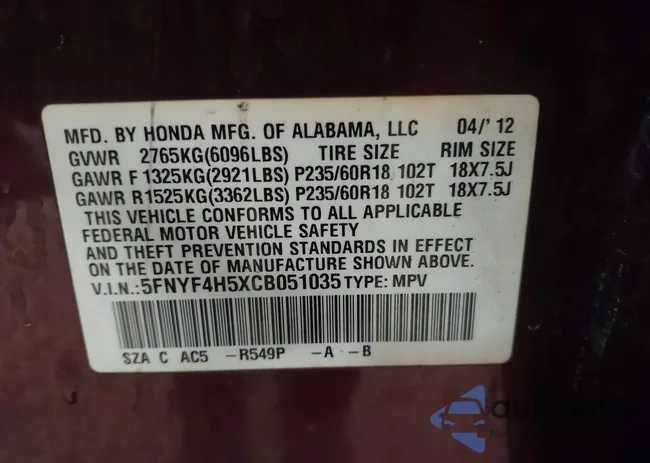 MFD. BY HONDA MFG. OF ALABAMA, LLC 04/'12
GVWR 2765KG(6096LBS) TIRE SIZE RIM SIZE
GAWR F 1325KG(2921LBS) P235/60R18 102T 18X7.5J
GAWR R1525KG(3362LBS) P235/60R18 102T 18X7.5J
THIS VEHICLE CONFORMS TO ALL APPLICABLE
FEDERAL MOTOR VEHICLE SAFETY
AND THEFT PREVENTION STANDARDS IN EFFECT
ON THE DATE OF MANUFACTURE SHOWN ABOVE.
V.I.N.:5FNYF4H5XCB051035 TYPE: MPV
SZA C AC5 -R549P -A -B